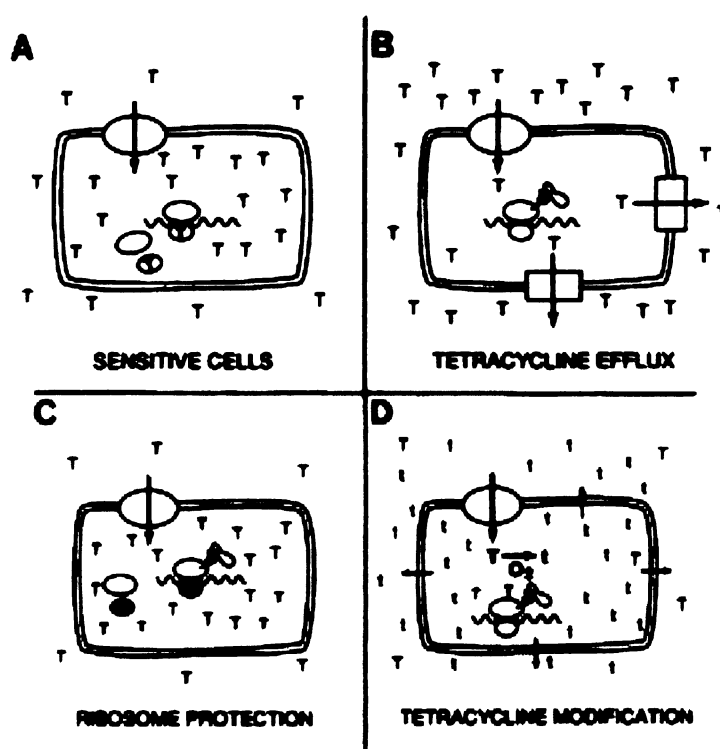 A
B
SENSITIVE CELLS
TETRACYCLINE EFFLUX
C
D
RIBOSOME PROTECTION
TETRACYCLINE MODIFICATION